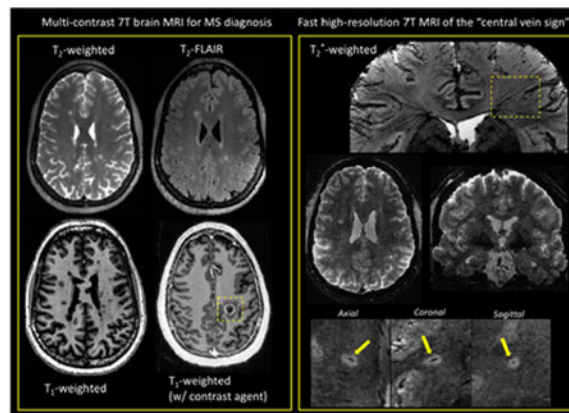 Multi-contrast 7T brain MRI for MS diagnosis
T2-weighted
T2-FLAIR
T1-weighted
T1-weighted
(w/ contrast agent)
Fast high-resolution 7T MRI of the "central vein sign"
T2*-weighted
Axial
Coronal
Sagittal